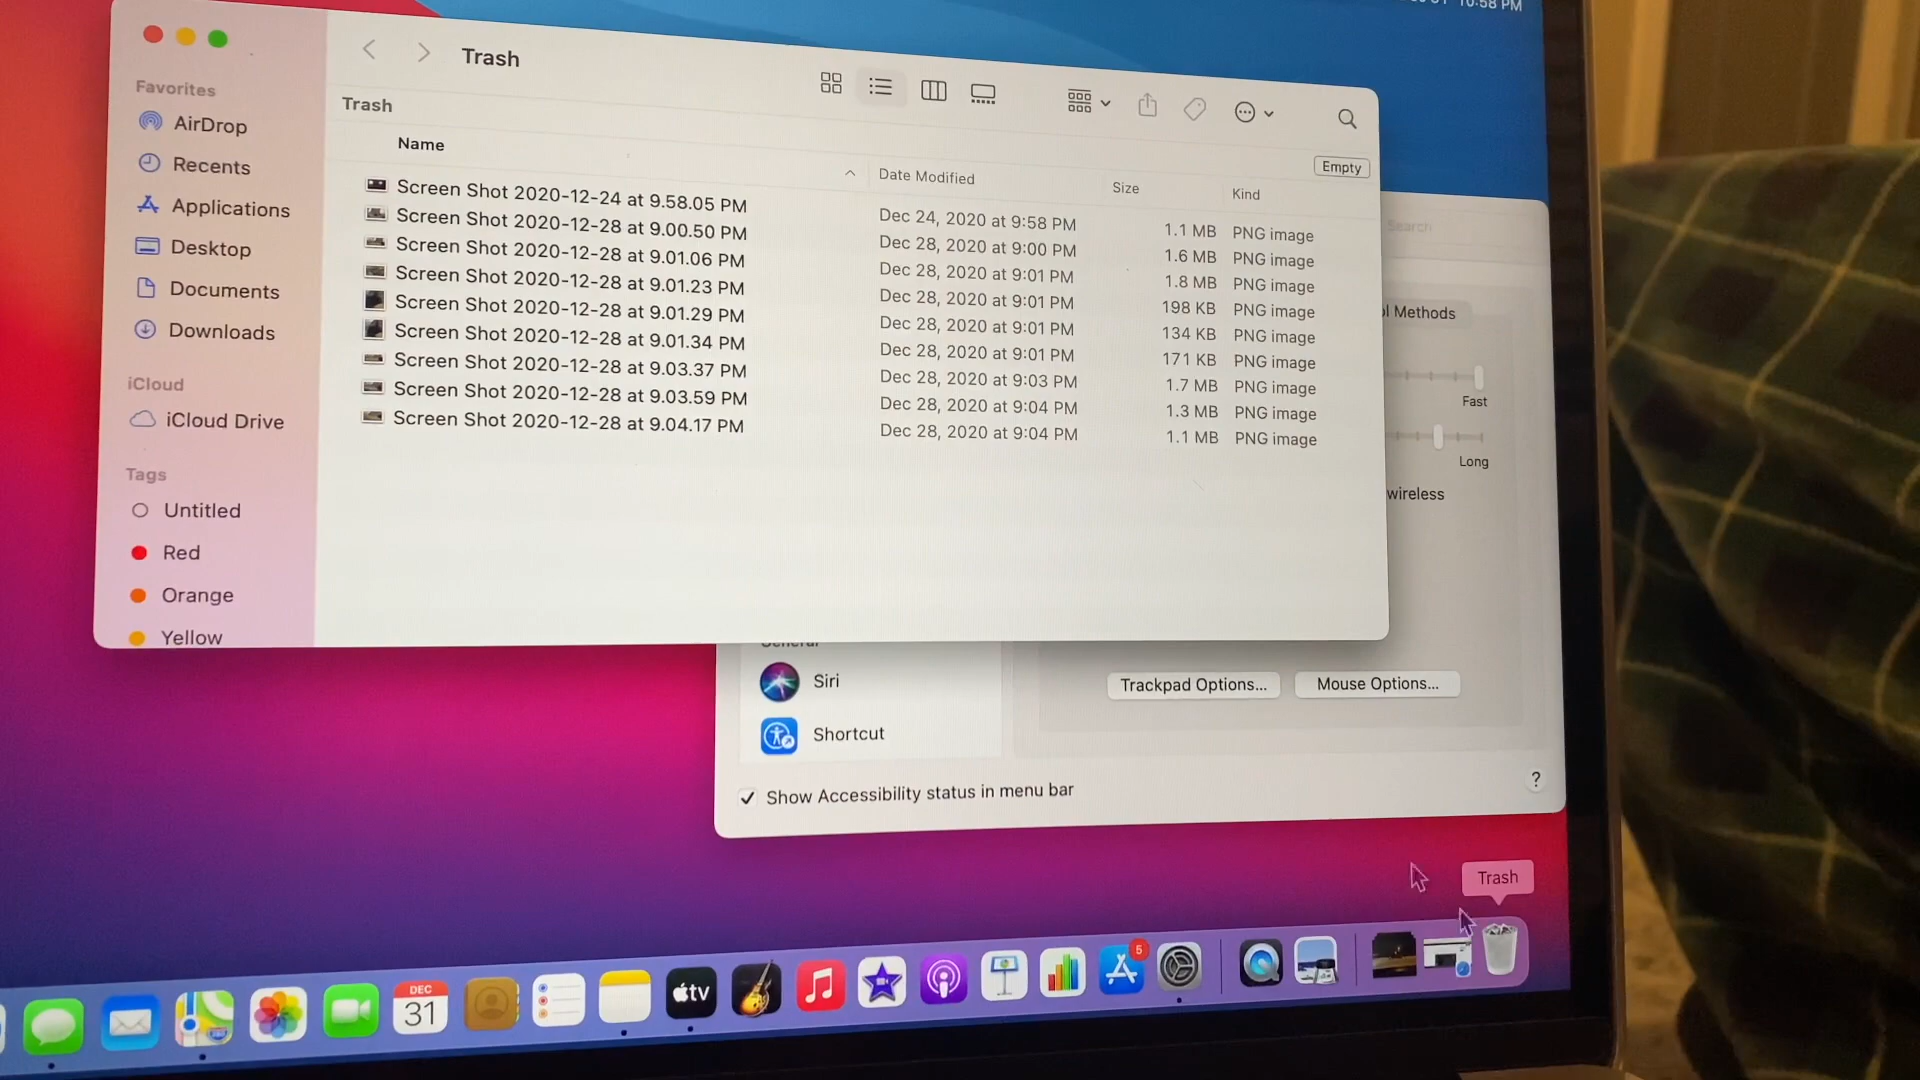 10:58 PM
Trash
Trash
Favorites
AirDrop
Recents
Applications
Desktop
Documents
Downloads
iCloud
iCloud Drive
Tags
Untitled
Red
Orange
Yellow
Name Date Modified Size Kind
Empty
Screen Shot 2020-12-24 at 9.58.05 PM Dec 24, 2020 at 9:58 PM 1.1 MB PNG image
Screen Shot 2020-12-28 at 9.00.50 PM Dec 28, 2020 at 9:00 PM 1.6 MB PNG image
Screen Shot 2020-12-28 at 9.01.06 PM Dec 28, 2020 at 9:01 PM 1.8 MB PNG image
Screen Shot 2020-12-28 at 9.01.23 PM Dec 28, 2020 at 9:01 PM 198 KB PNG image
Screen Shot 2020-12-28 at 9.01.29 PM Dec 28, 2020 at 9:01 PM 134 KB PNG image
Screen Shot 2020-12-28 at 9.01.34 PM Dec 28, 2020 at 9:01 PM 171 KB PNG image
Screen Shot 2020-12-28 at 9.03.37 PM Dec 28, 2020 at 9:03 PM 1.7 MB PNG image
Screen Shot 2020-12-28 at 9.03.59 PM Dec 28, 2020 at 9:04 PM 1.3 MB PNG image
Screen Shot 2020-12-28 at 9.04.17 PM Dec 28, 2020 at 9:04 PM 1.1 MB PNG image
Search
Methods
Fast
Long
wireless
General
Siri
Shortcut
Trackpad Options...
Mouse Options...
Show Accessibility status in menu bar
?
Trash
DEC
31
tv
5